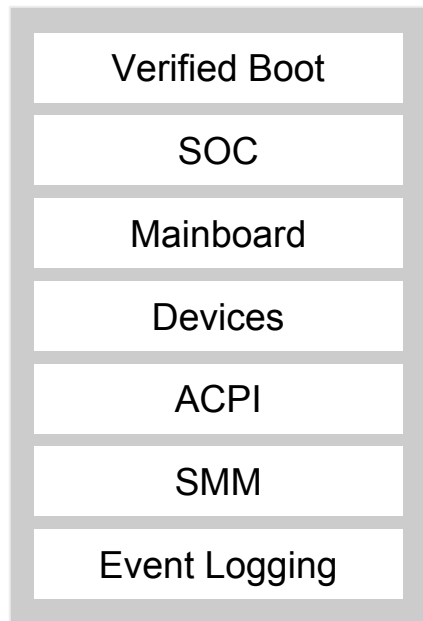 Verified Boot
SOC
Mainboard
Devices
ACPI
SMM
Event Logging